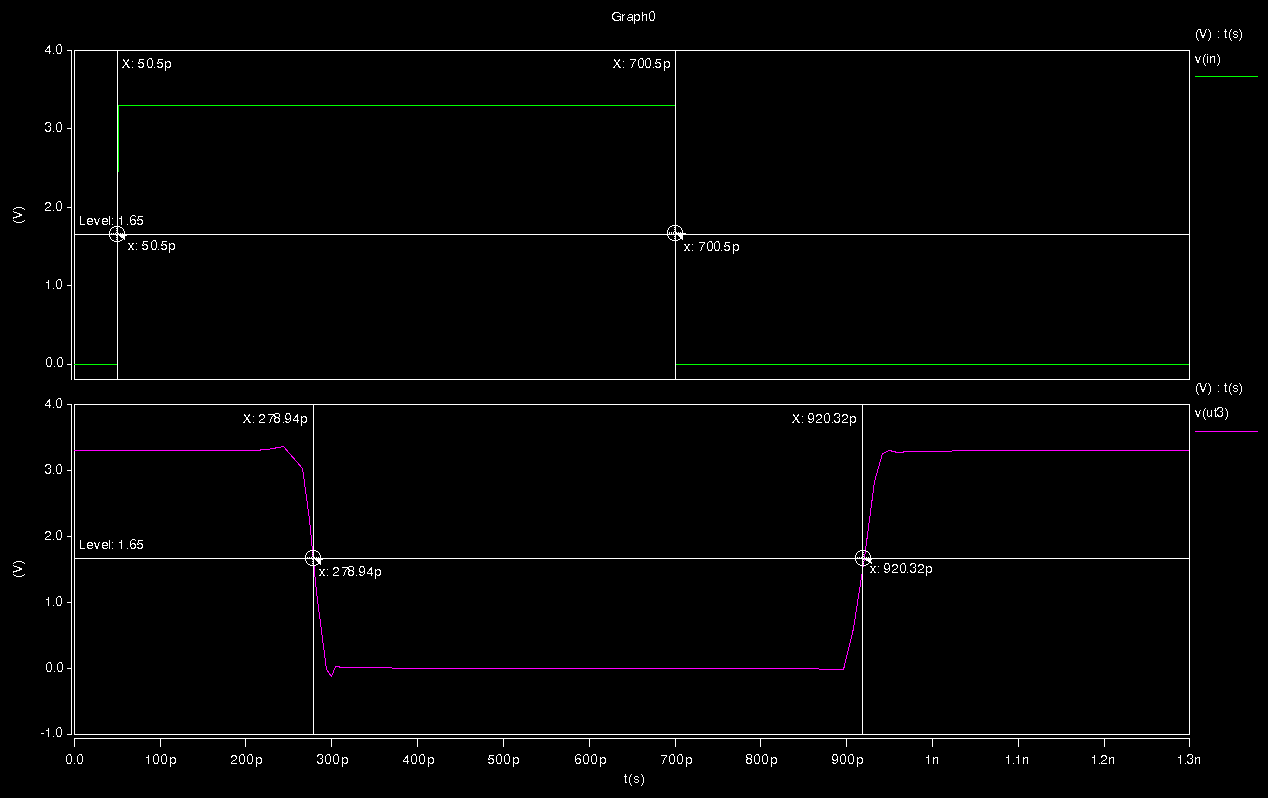 Graph0
(V) : t(s)
v(in)
4.0
3.0
2.0
1.0
0.0
(V)
X: 50.5p
X: 700.5p
Level: 1.65
x: 50.5p
x: 700.5p
(V) : t(s)
v(ut3)
4.0
3.0
2.0
1.0
0.0
-1.0
(V)
X: 278.94p
X: 920.32p
Level: 1.65
x: 278.94p
x: 920.32p
0.0 100p 200p 300p 400p 500p 600p 700p 800p 900p 1n 1.1n 1.2n 1.3n
t(s)